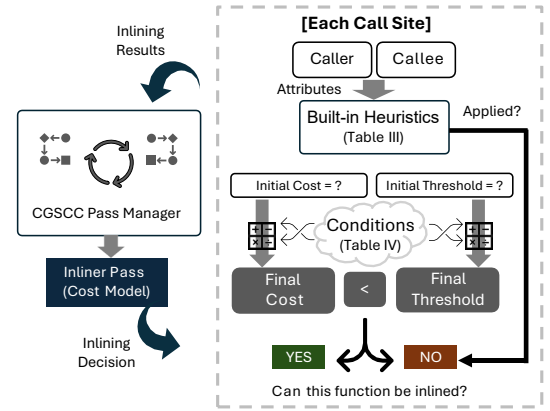 Inlining
Results
CGSCC Pass Manager
Inliner Pass
(Cost Model)
Inlining
Decision
[Each Call Site]
Caller
Callee
Attributes
Built-in Heuristics
(Table III)
Applied?
Initial Cost = ?
Initial Threshold = ?
Conditions
(Table IV)
+ −
× ÷
+ −
× ÷
Final
Cost
<
Final
Threshold
YES
NO
Can this function be inlined?